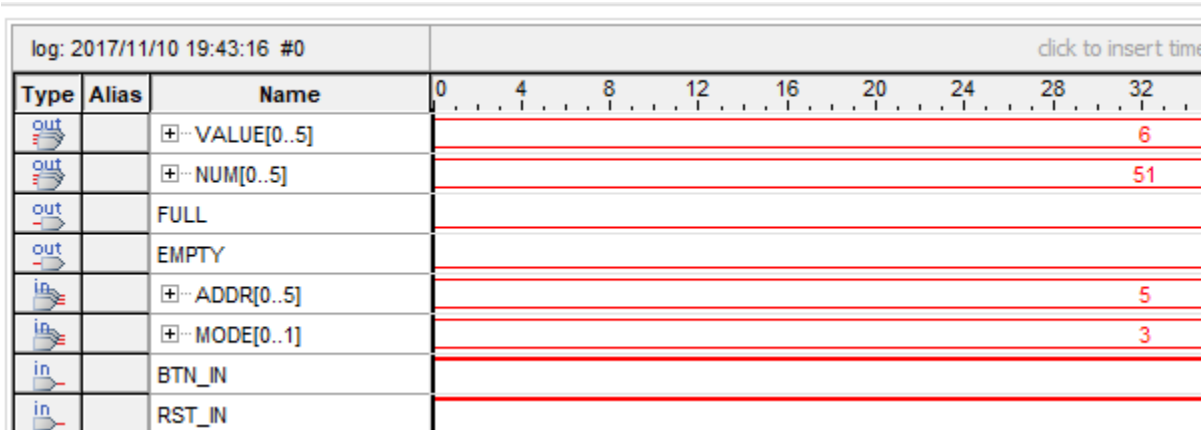 log: 2017/11/10 19:43:16 #0 click to insert time
Type Alias Name 0 4 8 12 16 20 24 28 32
out VALUE[0..5] 6
out NUM[0..5] 51
out FULL
out EMPTY
in ADDR[0..5] 5
in MODE[0..1] 3
in BTN_IN
in RST_IN